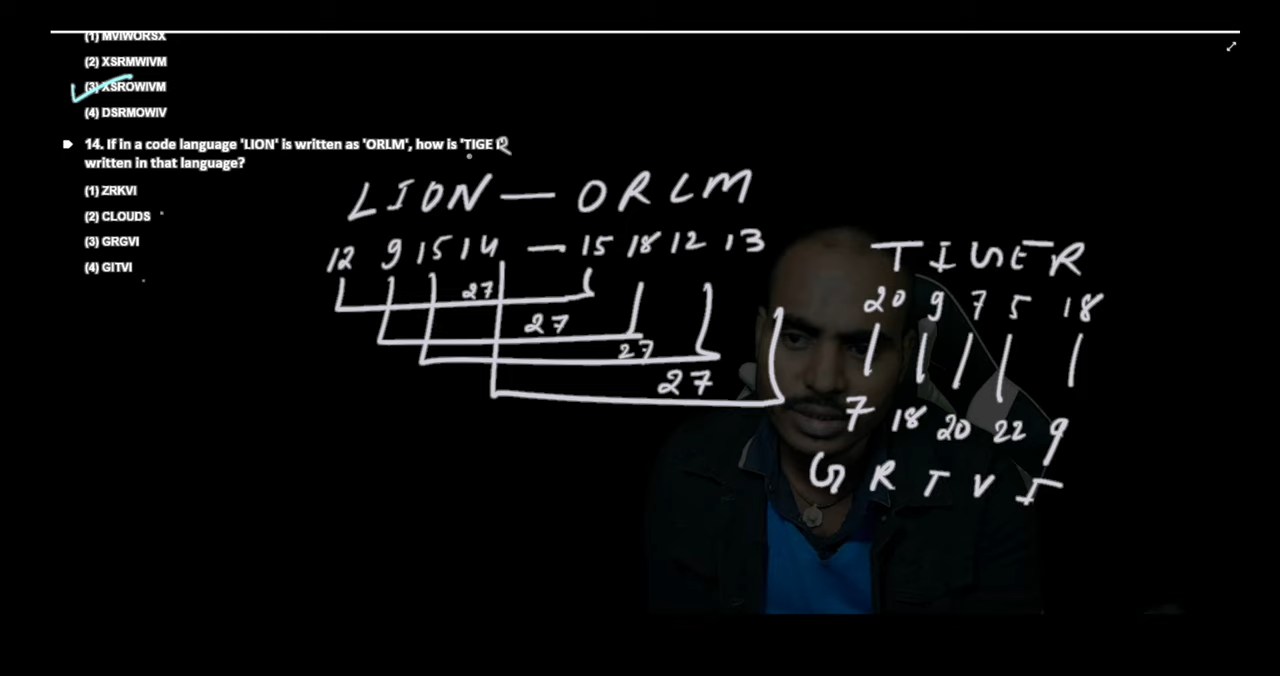 (1) MVIWORSX
(2) XSRMWIVM
(3) XSROWIVM
(4) DSRMOWIV
14. If in a code language 'LION' is written as 'ORLM', how is 'TIGE R
written in that language?
(1) ZRKVI
(2) CLOUDS
(3) GRGVI
(4) GITVI
LION — ORLM
12 9 15 14 — 15 18 12 13
27
27
27
27
TIGER
20 9 7 5 18
7 18 20 22 9
G R T V I